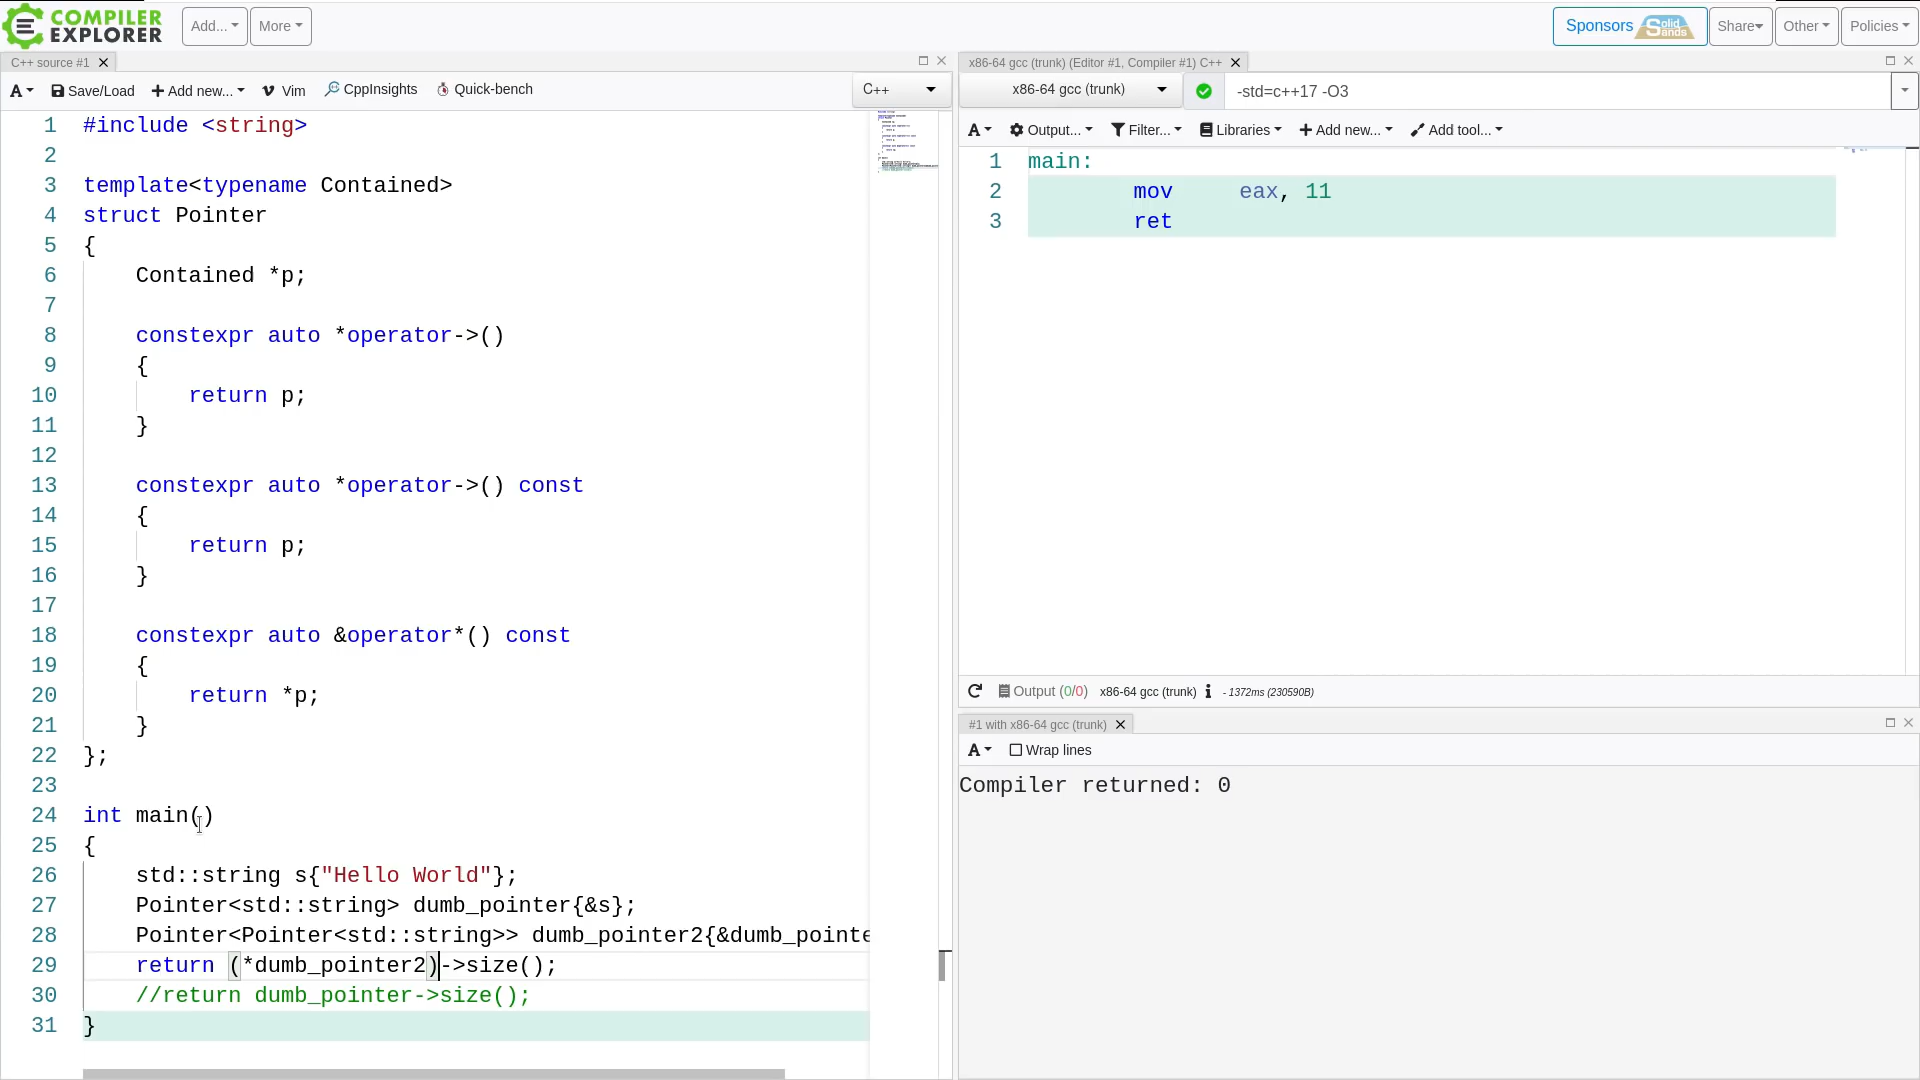 COMPILER
EXPLORER
Add...
More
Sponsors
Solid Sands
Share
Other
Policies
C++ source #1
A
Save/Load
Add new...
Vim
CppInsights
Quick-bench
C++
1 #include <string>
2
3 template<typename Contained>
4 struct Pointer
5 {
6 Contained *p;
7
8 constexpr auto *operator->()
9 {
10 return p;
11 }
12
13 constexpr auto *operator->() const
14 {
15 return p;
16 }
17
18 constexpr auto &operator*() const
19 {
20 return *p;
21 }
22 };
23
24 int main()
25 {
26 std::string s{"Hello World"};
27 Pointer<std::string> dumb_pointer{&s};
28 Pointer<Pointer<std::string>> dumb_pointer2{&dumb_pointe
29 return (*dumb_pointer2)->size();
30 //return dumb_pointer->size();
31 }
x86-64 gcc (trunk) (Editor #1, Compiler #1) C++
x86-64 gcc (trunk)
-std=c++17 -O3
A
Output...
Filter...
Libraries
Add new...
Add tool...
1 main:
2 mov eax, 11
3 ret
Output (0/0) x86-64 gcc (trunk) - 1372ms (230590B)
#1 with x86-64 gcc (trunk)
A
Wrap lines
Compiler returned: 0